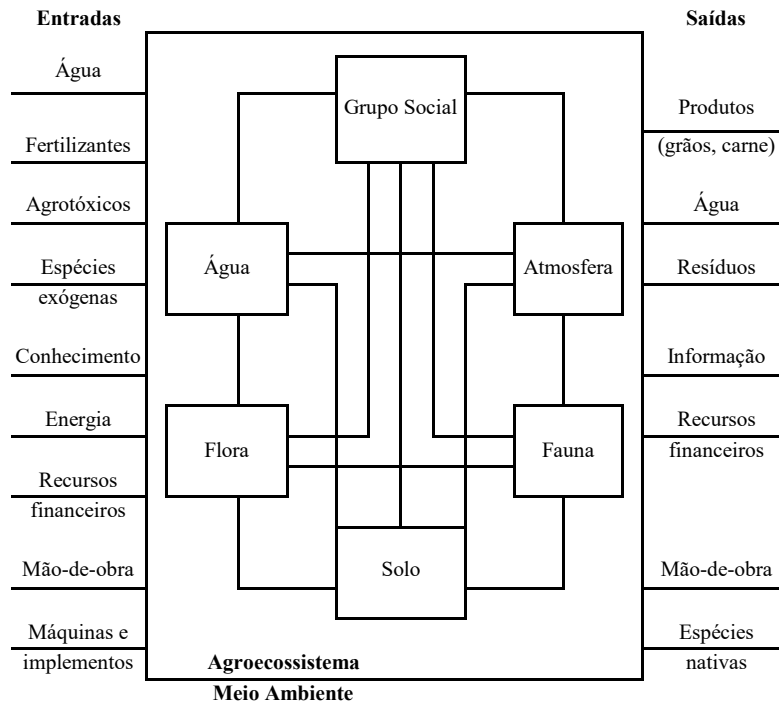 Entradas
Saídas
Água
Fertilizantes
Agrotóxicos
Espécies
exógenas
Conhecimento
Energia
Recursos
financeiros
Mão-de-obra
Máquinas e
implementos
Grupo Social
Água
Atmosfera
Flora
Fauna
Solo
Agroecossistema
Meio Ambiente
Produtos
(grãos, carne)
Água
Resíduos
Informação
Recursos
financeiros
Mão-de-obra
Espécies
nativas